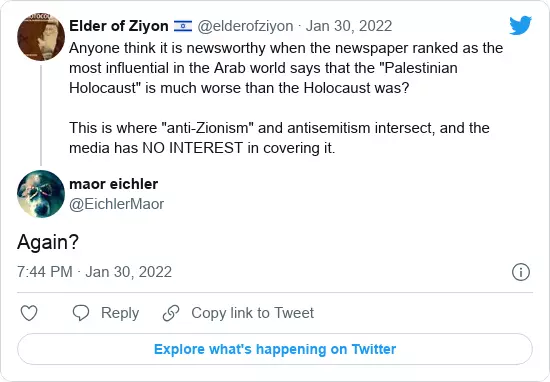 Elder of Ziyon 🇮🇱 @elderofziyon · Jan 30, 2022
Anyone think it is newsworthy when the newspaper ranked as the
most influential in the Arab world says that the "Palestinian
Holocaust" is much worse than the Holocaust was?
This is where "anti-Zionism" and antisemitism intersect, and the
media has NO INTEREST in covering it.
maor eichler
@EichlerMaor
Again?
7:44 PM · Jan 30, 2022
Reply
Copy link to Tweet
Explore what's happening on Twitter